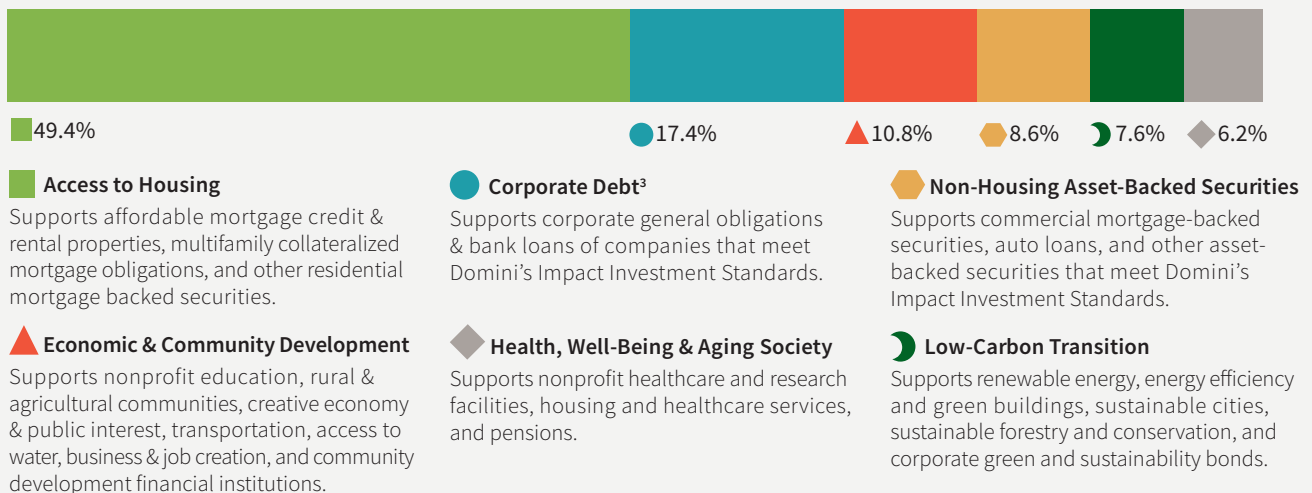 49.4%
17.4%
10.8%
8.6%
7.6%
6.2%
Access to Housing
Supports affordable mortgage credit &
rental properties, multifamily collateralized
mortgage obligations, and other residential
mortgage backed securities.
Corporate Debt³
Supports corporate general obligations
& bank loans of companies that meet
Domini’s Impact Investment Standards.
Non-Housing Asset-Backed Securities
Supports commercial mortgage-backed
securities, auto loans, and other asset-
backed securities that meet Domini’s
Impact Investment Standards.
Economic & Community Development
Supports nonprofit education, rural &
agricultural communities, creative economy
& public interest, transportation, access to
water, business & job creation, and community
development financial institutions.
Health, Well-Being & Aging Society
Supports nonprofit healthcare and research
facilities, housing and healthcare services,
and pensions.
Low-Carbon Transition
Supports renewable energy, energy efficiency
and green buildings, sustainable cities,
sustainable forestry and conservation, and
corporate green and sustainability bonds.